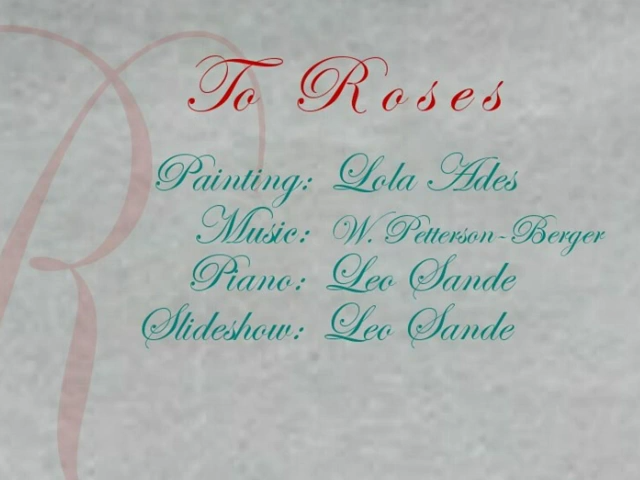 To Roses
Painting: Lola Ades
Music: W. Petterson-Berger
Piano: Leo Sande
Slideshow: Leo Sande